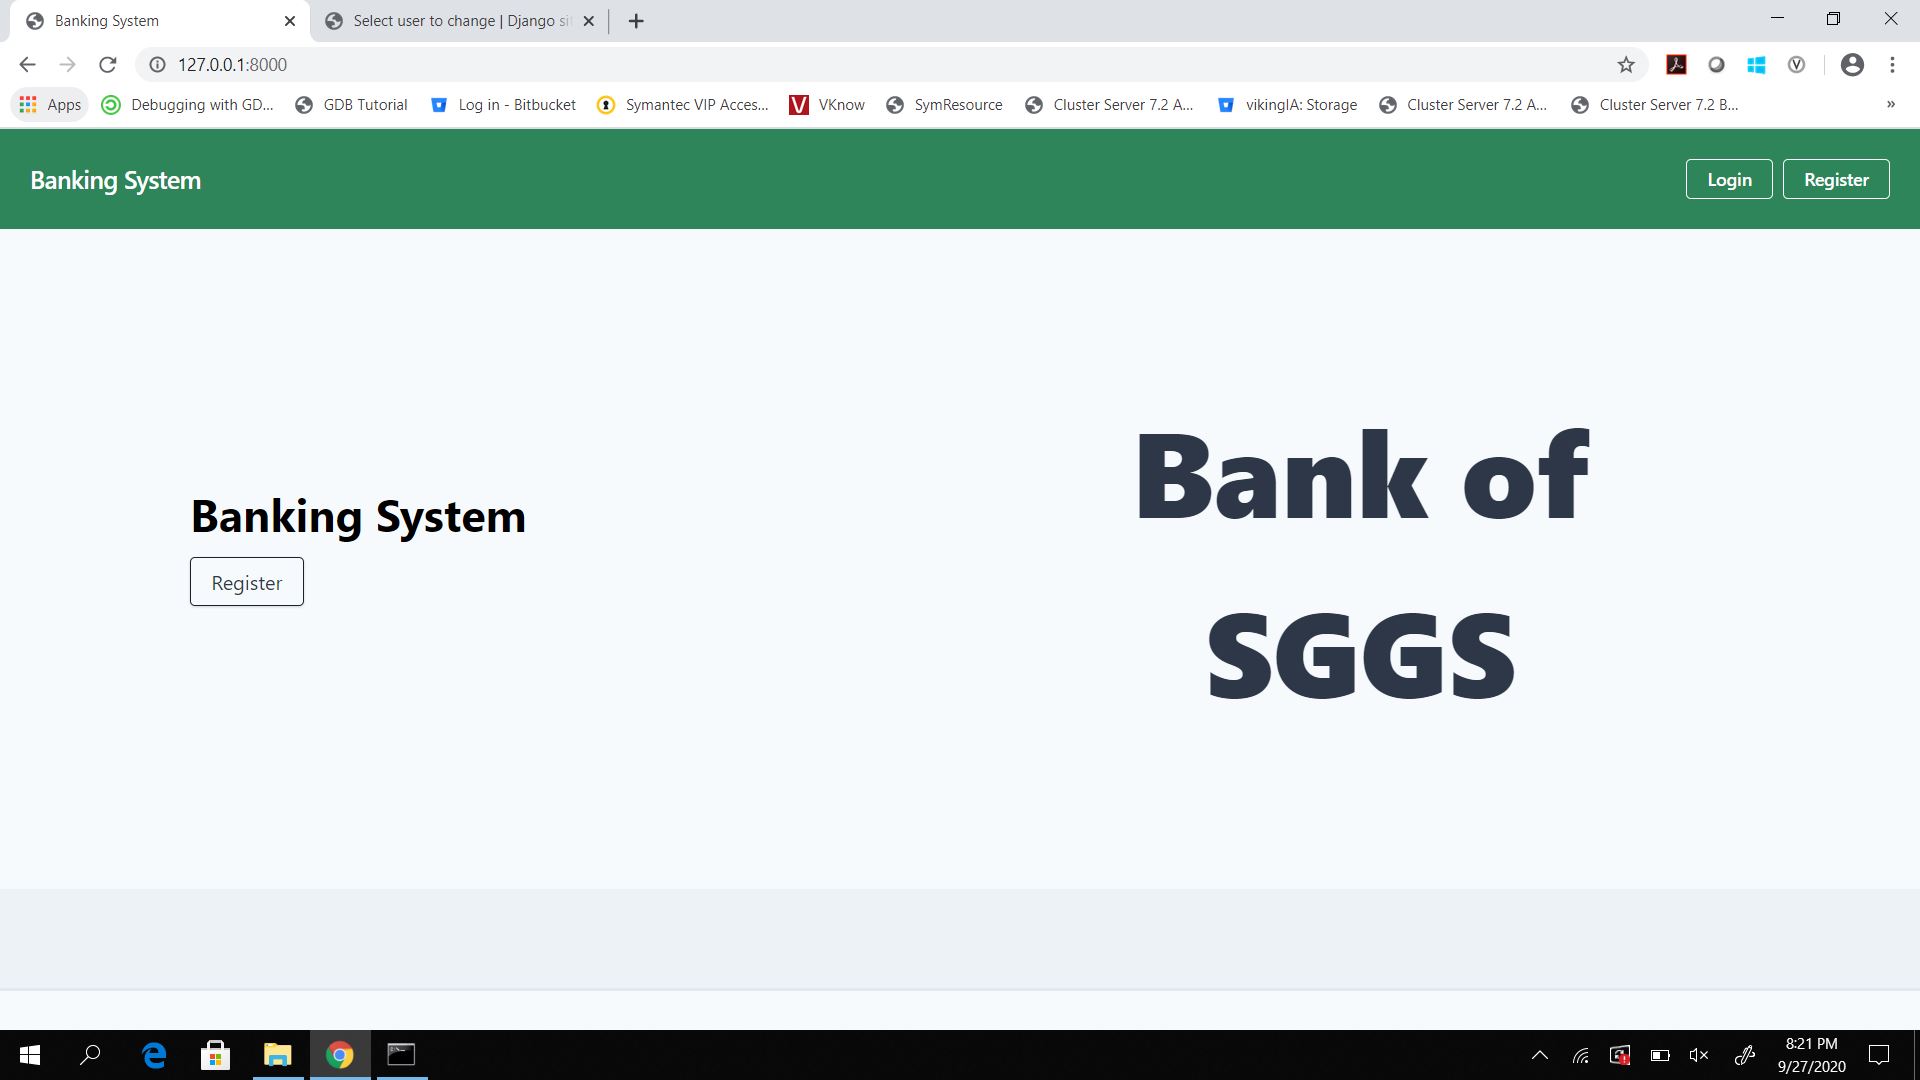 Banking System
Select user to change | Django si
127.0.0.1:8000
Apps
Debugging with GD...
GDB Tutorial
Log in - Bitbucket
Symantec VIP Acces...
VKnow
SymResource
Cluster Server 7.2 A...
vikingIA: Storage
Cluster Server 7.2 A...
Cluster Server 7.2 B...
»
Banking System
Login
Register
Banking System
Register
Bank of
SGGS
8:21 PM
9/27/2020